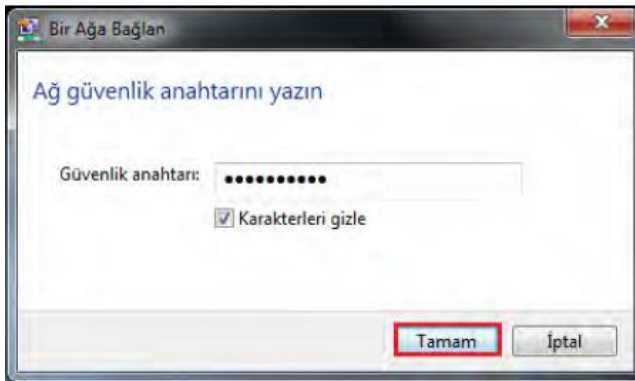 Bir Ağa Bağlan
Ağ güvenlik anahtarını yazın
Güvenlik anahtarı: ●●●●●●●●●●
Karakterleri gizle
Tamam İptal